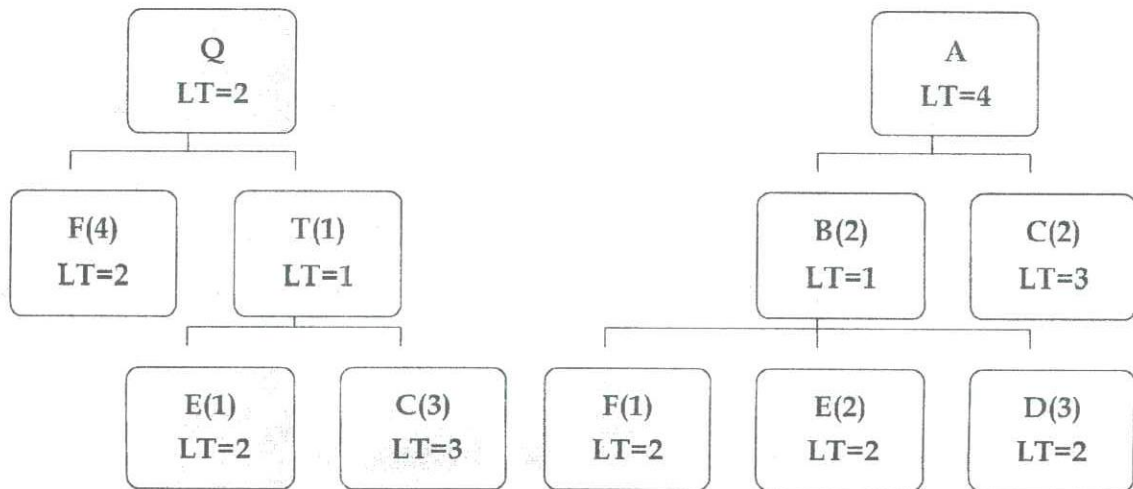 Q
LT=2
A
LT=4
F(4)
LT=2
T(1)
LT=1
B(2)
LT=1
C(2)
LT=3
E(1)
LT=2
C(3)
LT=3
F(1)
LT=2
E(2)
LT=2
D(3)
LT=2